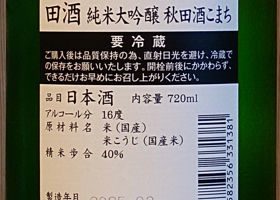 田酒 純米大吟醸 秋田酒こまち
要冷蔵
ご購入後は品質保持の為、直射日光を避け、冷蔵で
の保存をお願いいたします。開栓前後にかかわらず、
できるだけお早めにお召し上がりください。
品目 日本酒 内容量 720ml
アルコール分 16度
原材料名 米(国産)
米こうじ(国産米)
精米歩合 40%
製造年月
582356331381